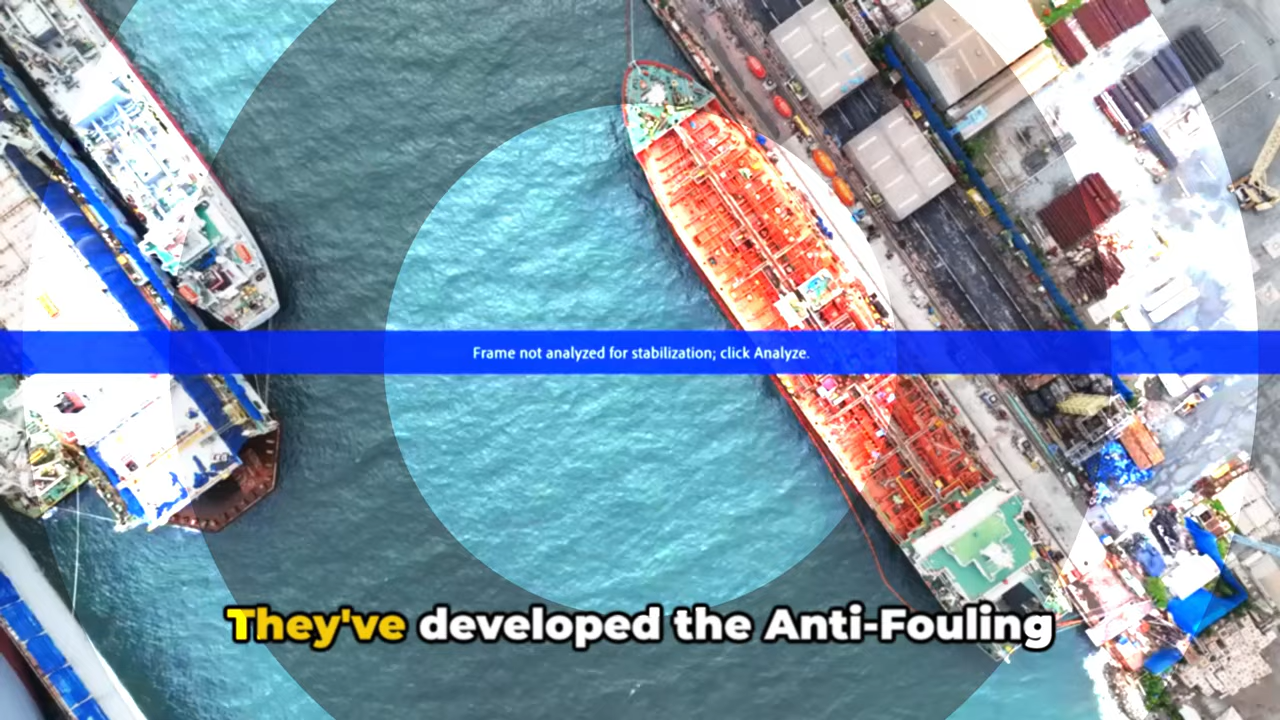 Frame not analyzed for stabilization; click Analyze.
They've developed the Anti-Fouling